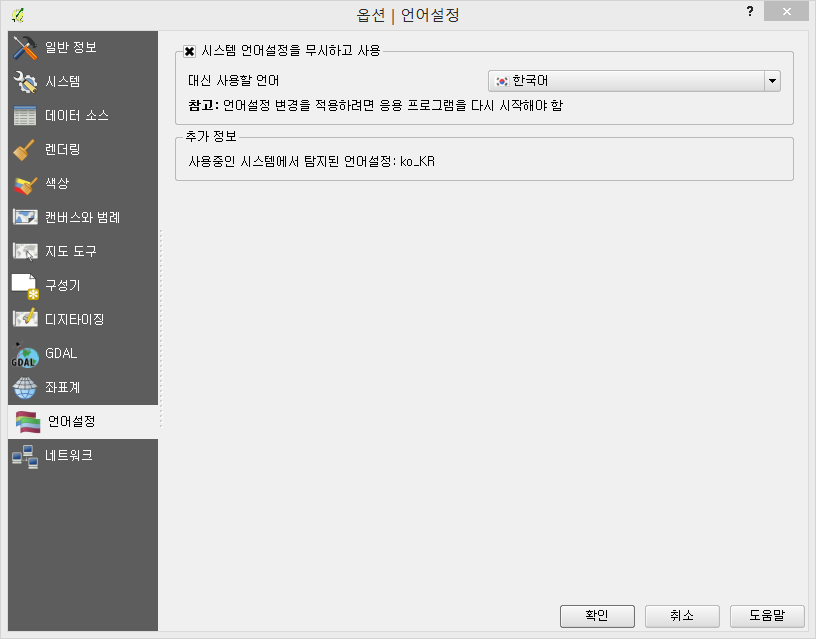 옵션 | 언어설정
?
일반 정보
시스템
데이터 소스
렌더링
색상
캔버스와 범례
지도 도구
구성기
디지타이징
GDAL
GDAL
좌표계
언어설정
네트워크
시스템 언어설정을 무시하고 사용
대신 사용할 언어
한국어
참고: 언어설정 변경을 적용하려면 응용 프로그램을 다시 시작해야 함
추가 정보
사용중인 시스템에서 탐지된 언어설정: ko_KR
확인
취소
도움말